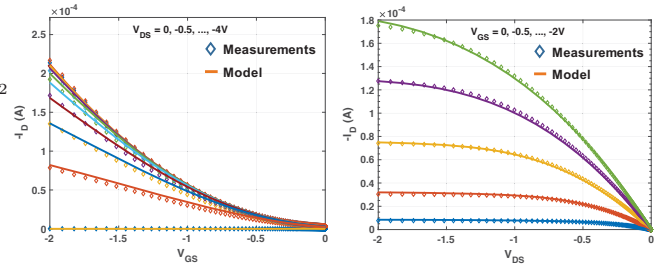 2
×10⁻⁴
2.5
2
1.5
1
0.5
0
-2
-1.5
-1
-0.5
0
-I_D (A)
V_GS
V_DS = 0, -0.5, ..., -4V
Measurements
Model
×10⁻⁴
1.8
1.6
1.4
1.2
1
0.8
0.6
0.4
0.2
0
-2
-1.5
-1
-0.5
0
-I_D (A)
V_DS
V_GS = 0, -0.5, ..., -2V
Measurements
Model